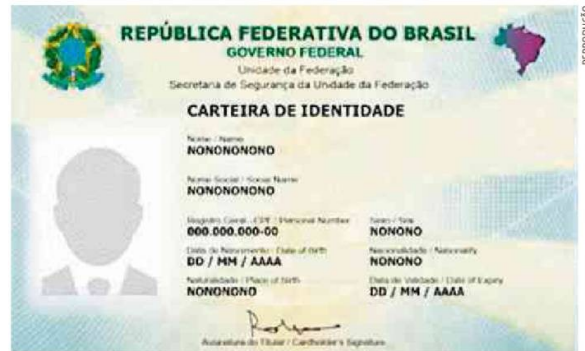 REPÚBLICA FEDERATIVA DO BRASIL
GOVERNO FEDERAL
Unidade da Federação
Secretaria de Segurança da Unidade da Federação
CARTEIRA DE IDENTIDADE
Nome / Name
NONONONONO
Nome Social / Social Name
NONONONONO
Registro Geral - CPF / Personal Number Sexo / Sex
000.000.000-00 NONONO
Data de Nascimento / Date of Birth Nacionalidade / Nationality
DD / MM / AAAA NONONO
Naturalidade / Place of Birth Data de Validade / Date of Expiry
NONONONO DD / MM / AAAA
Assinatura do Titular / Cardholder's Signature
REPRODUÇÃO